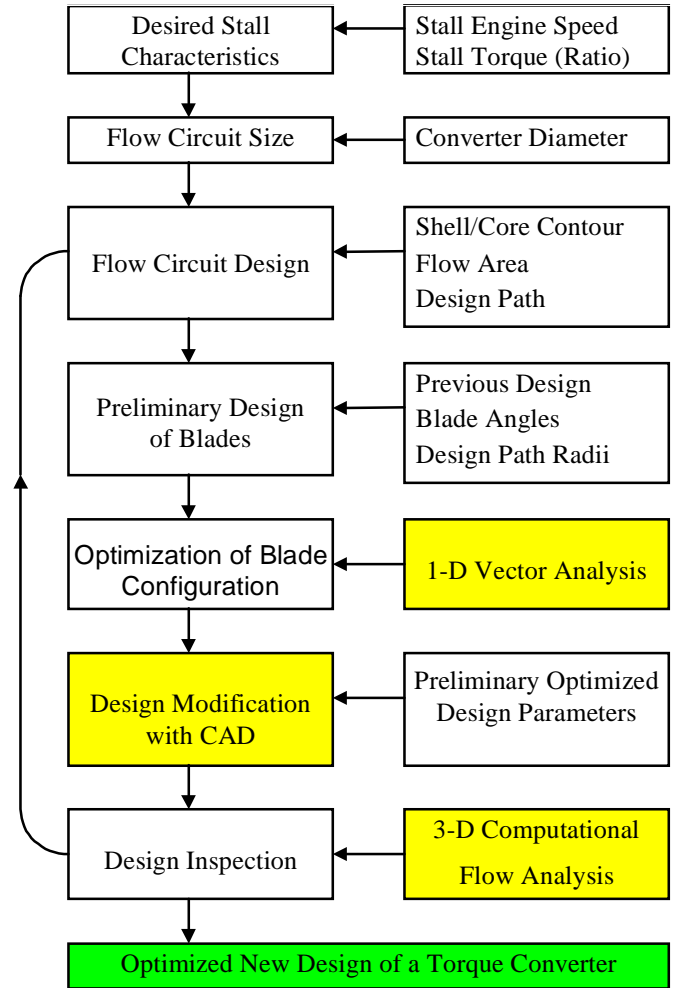 Desired Stall
Characteristics
Stall Engine Speed
Stall Torque (Ratio)
Flow Circuit Size
Converter Diameter
Flow Circuit Design
Shell/Core Contour
Flow Area
Design Path
Preliminary Design
of Blades
Previous Design
Blade Angles
Design Path Radii
Optimization of Blade
Configuration
1-D Vector Analysis
Design Modification
with CAD
Preliminary Optimized
Design Parameters
Design Inspection
3-D Computational
Flow Analysis
Optimized New Design of a Torque Converter